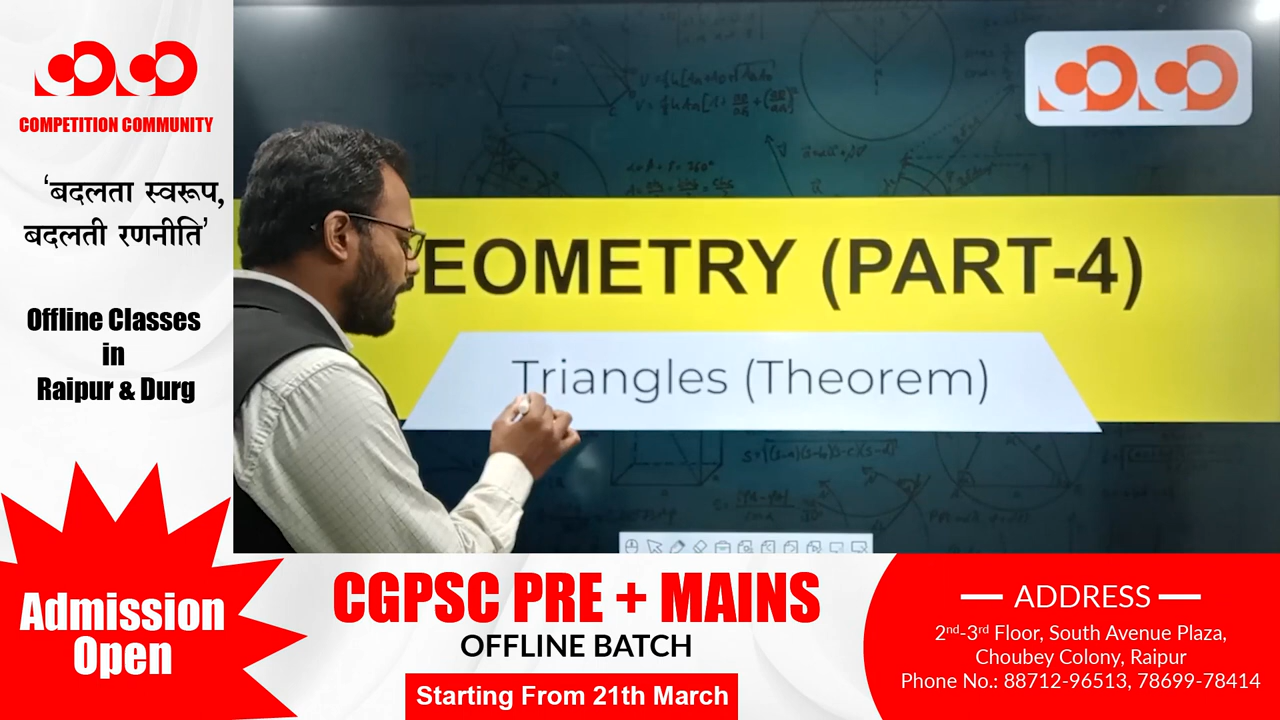 COMPETITION COMMUNITY
‘बदलता स्वरूप,
बदलती रणनीति’
Offline Classes
in
Raipur & Durg
Admission
Open
EOMETRY (PART-4)
Triangles (Theorem)
CGPSC PRE + MAINS
OFFLINE BATCH
Starting From 21th March
ADDRESS
2nd-3rd Floor, South Avenue Plaza,
Choubey Colony, Raipur
Phone No.: 88712-96513, 78699-78414